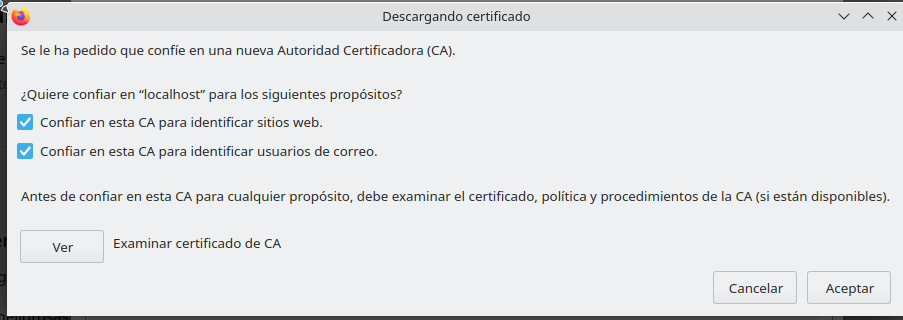 Descargando certificado
Se le ha pedido que confíe en una nueva Autoridad Certificadora (CA).
¿Quiere confiar en “localhost” para los siguientes propósitos?
Confiar en esta CA para identificar sitios web.
Confiar en esta CA para identificar usuarios de correo.
Antes de confiar en esta CA para cualquier propósito, debe examinar el certificado, política y procedimientos de la CA (si están disponibles).
Ver
Examinar certificado de CA
Cancelar
Aceptar